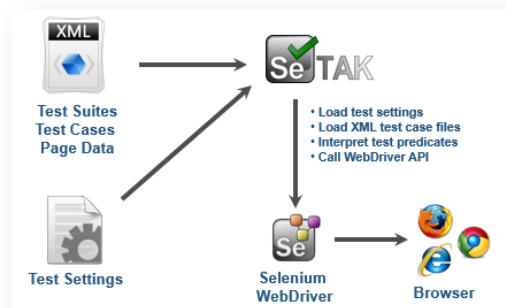 XML
Test Suites
Test Cases
Page Data
Se TAK
• Load test settings
• Load XML test case files
• Interpret test predicates
• Call WebDriver API
Test Settings
Se
Selenium
WebDriver
Browser